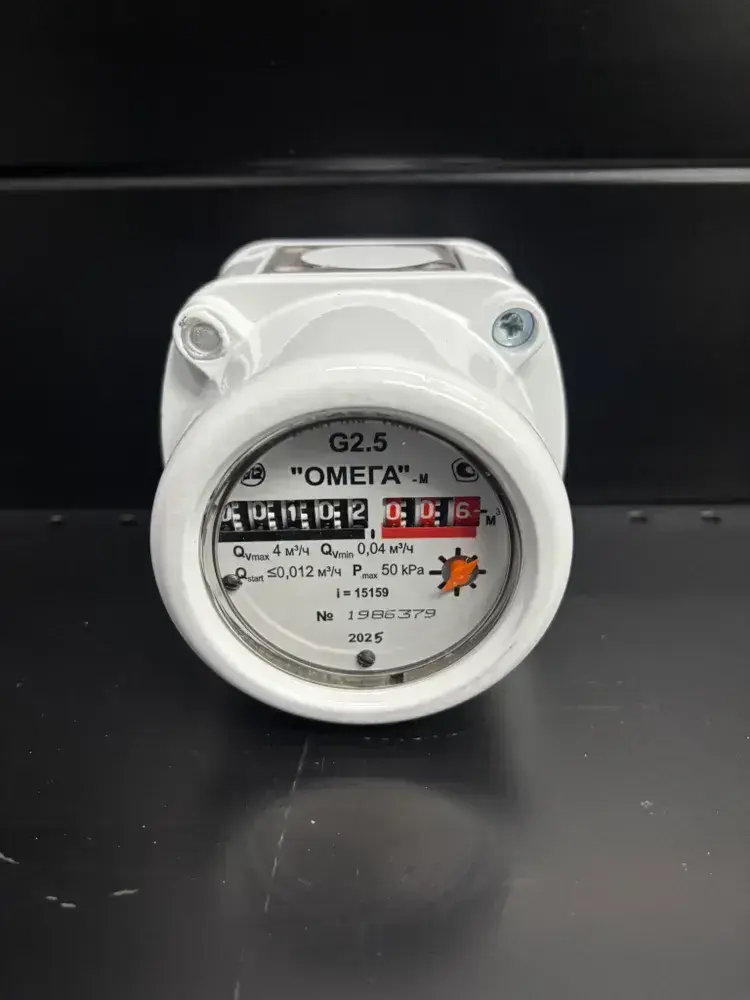 G2.5
"ОМЕГА"-м
00102 006 м³
Qvmax 4 м³/ч Qvmin 0,04 м³/ч
Qstart ≤0,012 м³/ч Pmax 50 kPa
i = 15159
№ 1986379
2025